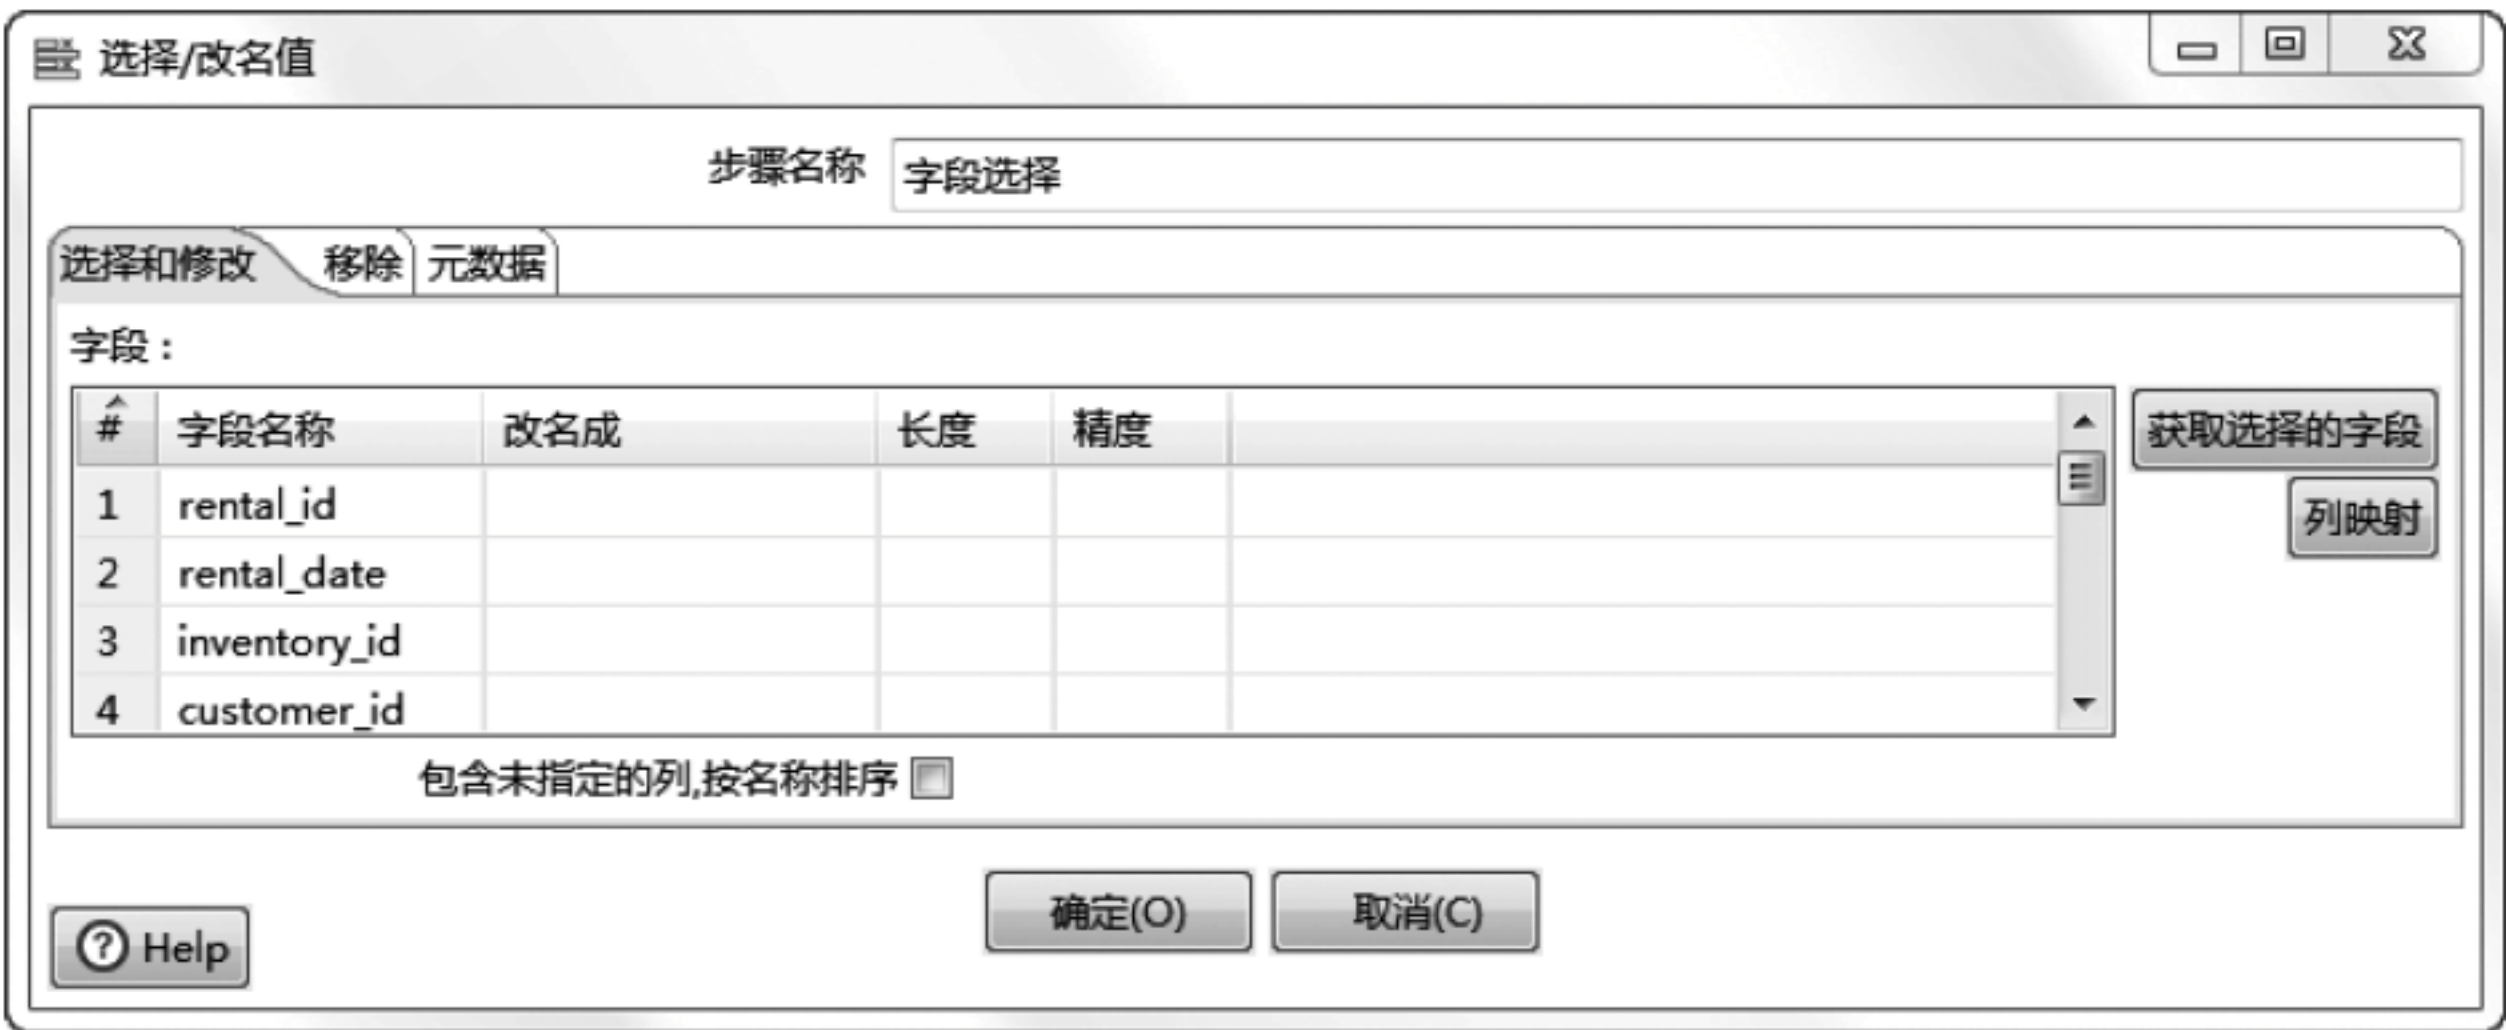 选择/改名值
步骤名称 字段选择
选择和修改 移除 元数据
字段：
# 字段名称 改名成 长度 精度
获取选择的字段
1 rental_id
列映射
2 rental_date
3 inventory_id
4 customer_id
包含未指定的列,按名称排序
确定(O) 取消(C)
Help